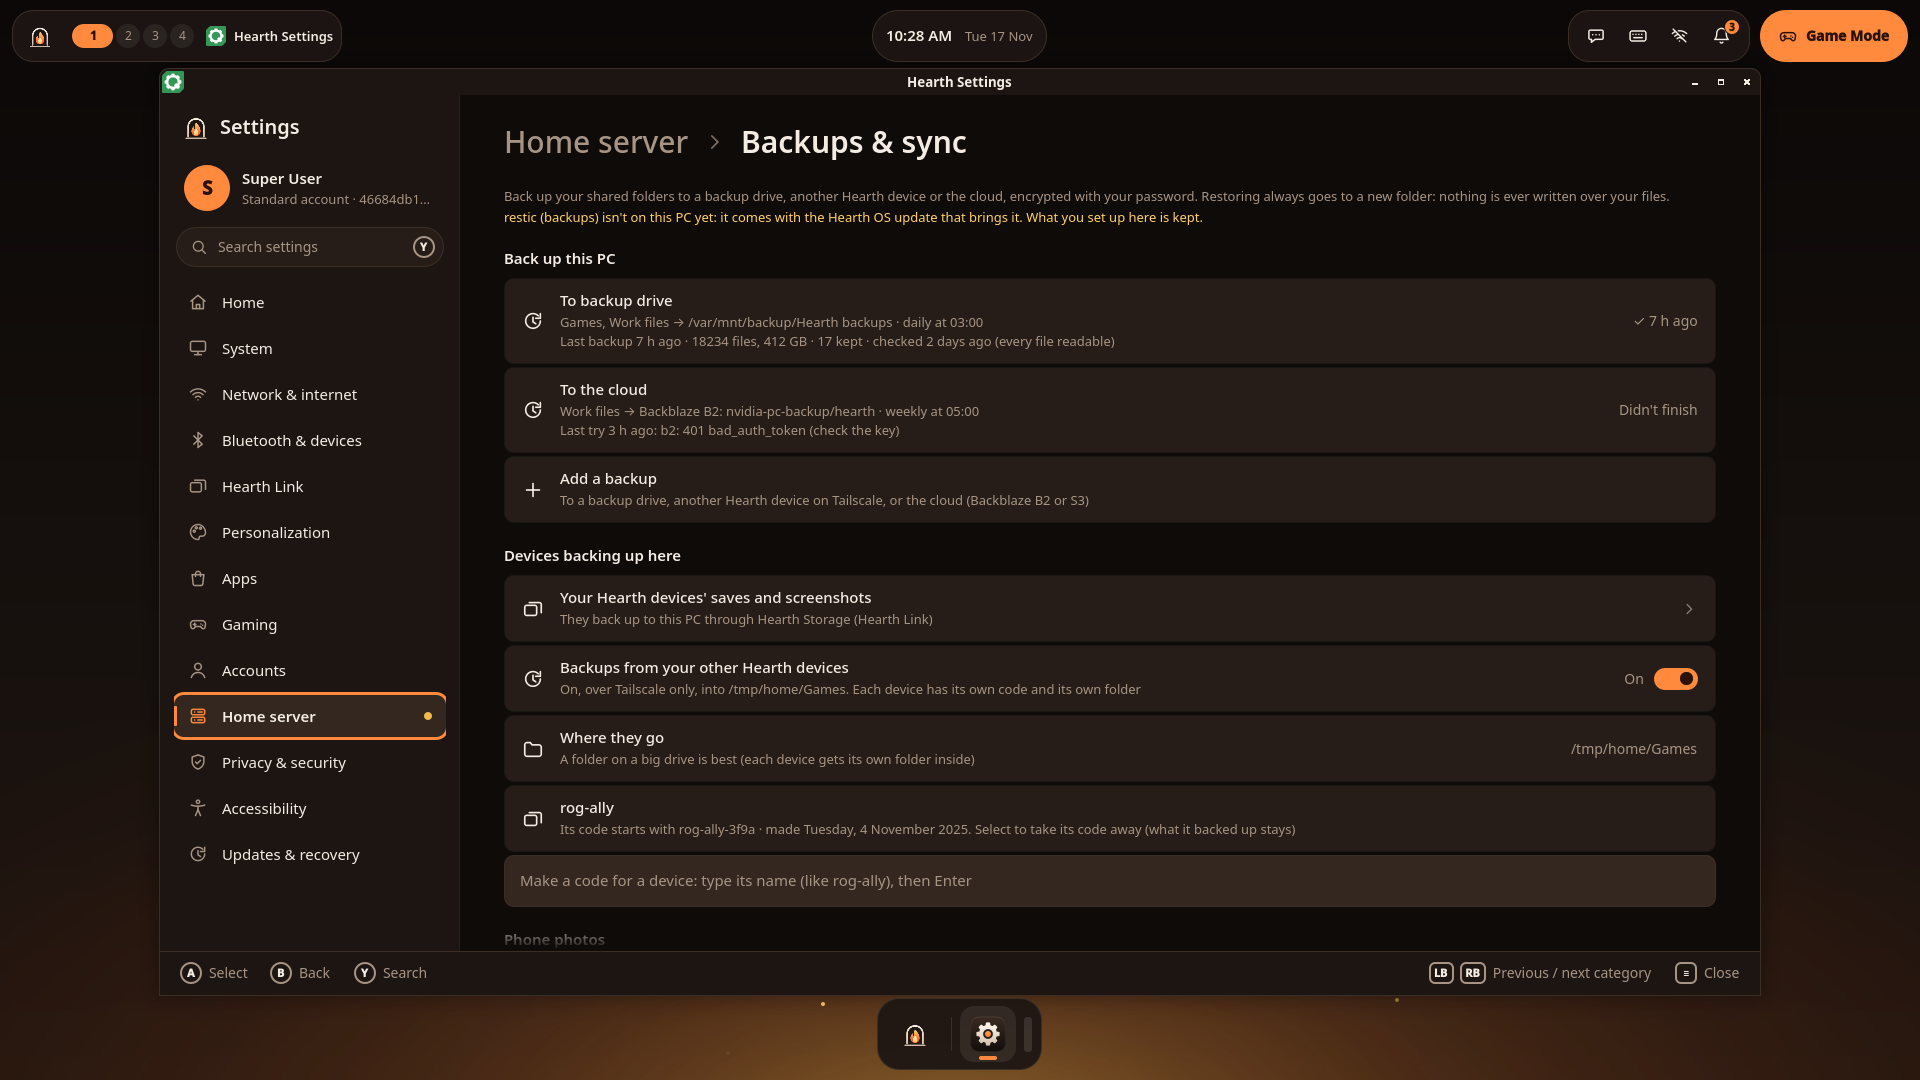 1 2 3 4 Hearth Settings
10:28 AM Tue 17 Nov
3
Game Mode
Hearth Settings
Settings
S
Super User
Standard account · 46684db1...
Search settings Y
Home
System
Network & internet
Bluetooth & devices
Hearth Link
Personalization
Apps
Gaming
Accounts
Home server
Privacy & security
Accessibility
Updates & recovery
Home server > Backups & sync
Back up your shared folders to a backup drive, another Hearth device or the cloud, encrypted with your password. Restoring always goes to a new folder: nothing is ever written over your files.
restic (backups) isn't on this PC yet: it comes with the Hearth OS update that brings it. What you set up here is kept.
Back up this PC
To backup drive
Games, Work files → /var/mnt/backup/Hearth backups · daily at 03:00
Last backup 7 h ago · 18234 files, 412 GB · 17 kept · checked 2 days ago (every file readable)
✓ 7 h ago
To the cloud
Work files → Backblaze B2: nvidia-pc-backup/hearth · weekly at 05:00
Last try 3 h ago: b2: 401 bad_auth_token (check the key)
Didn't finish
Add a backup
To a backup drive, another Hearth device on Tailscale, or the cloud (Backblaze B2 or S3)
Devices backing up here
Your Hearth devices' saves and screenshots
They back up to this PC through Hearth Storage (Hearth Link)
Backups from your other Hearth devices
On, over Tailscale only, into /tmp/home/Games. Each device has its own code and its own folder
On
Where they go
A folder on a big drive is best (each device gets its own folder inside)
/tmp/home/Games
rog-ally
Its code starts with rog-ally-3f9a · made Tuesday, 4 November 2025. Select to take its code away (what it backed up stays)
Make a code for a device: type its name (like rog-ally), then Enter
Phone photos
A Select B Back Y Search
LB RB Previous / next category ≡ Close